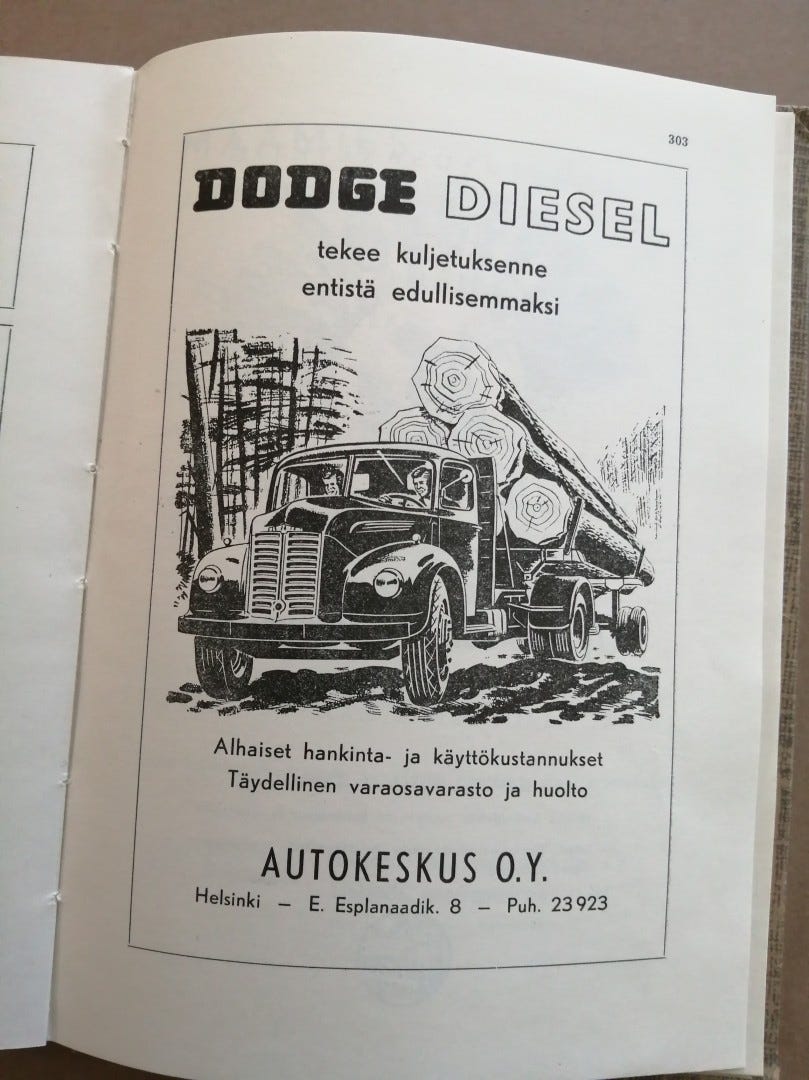 303
DODGE DIESEL
tekee kuljetuksenne
entistä edullisemmaksi
Alhaiset hankinta- ja käyttökustannukset
Täydellinen varaosavarasto ja huolto
AUTOKESKUS O.Y.
Helsinki — E. Esplanaadik. 8 — Puh. 23 923